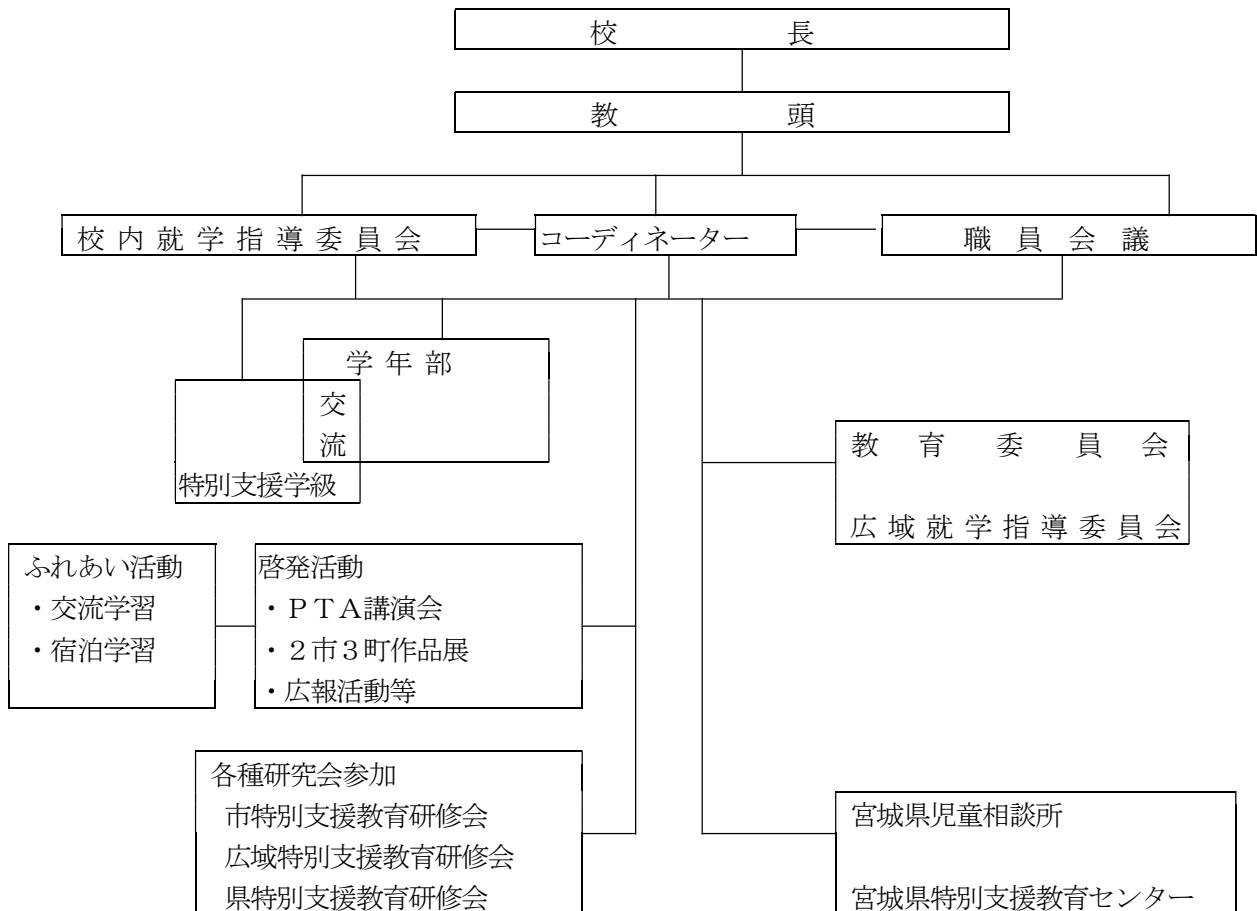 校長
教頭
校内就学指導委員会
コーディネーター
職員会議
学年部
交
流
特別支援学級
教育委員会
広域就学指導委員会
ふれあい活動
・交流学習
・宿泊学習
啓発活動
・ＰＴＡ講演会
・２市３町作品展
・広報活動等
各種研究会参加
市特別支援教育研修会
広域特別支援教育研修会
県特別支援教育研修会
宮城県児童相談所
宮城県特別支援教育センター